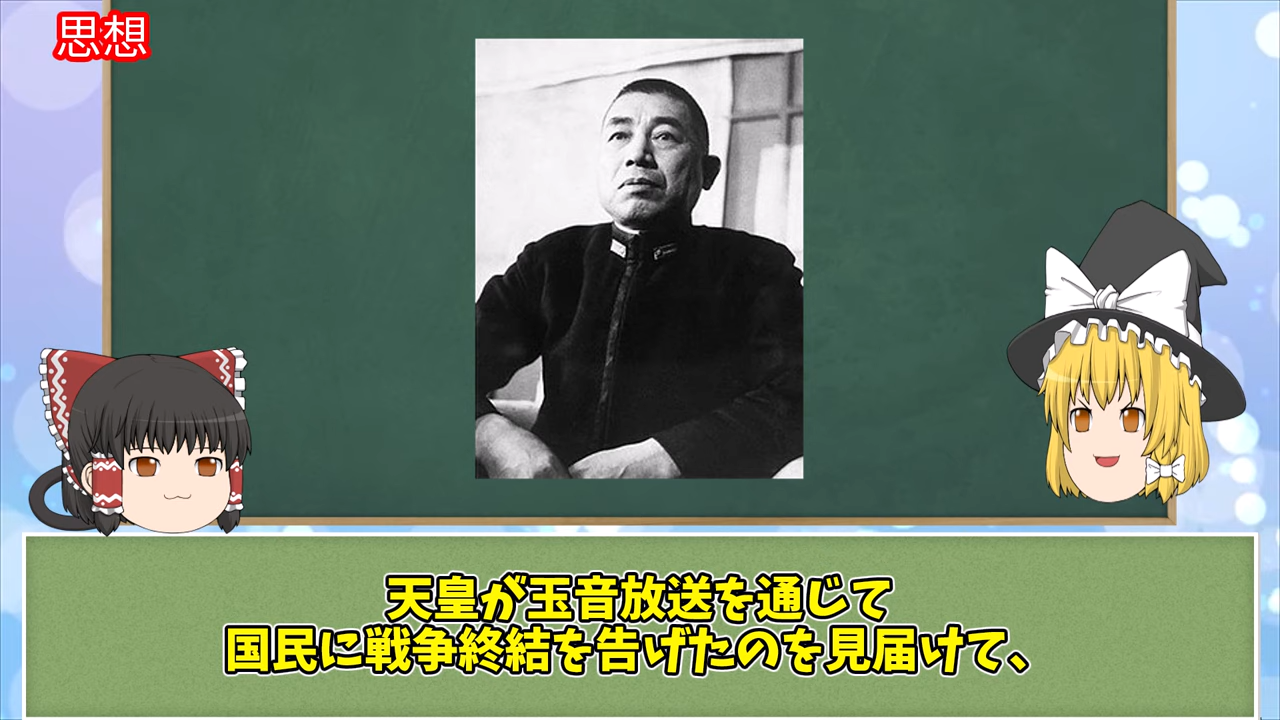 思想
天皇が玉音放送を通じて
国民に戦争終結を告げたのを見届けて、